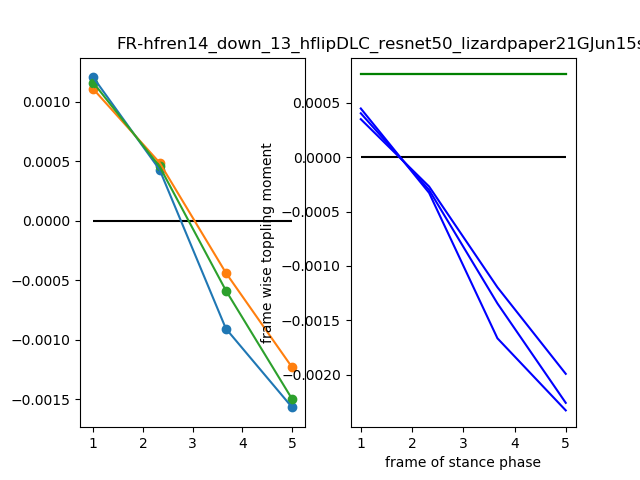 FR-hfren14_down_13_hflipDLC_resnet50_lizardpaper21GJun15s
0.0010
0.0005
0.0000
−0.0005
−0.0010
−0.0015
1 2 3 4 5
frame wise toppling moment
0.0005
0.0000
−0.0005
−0.0010
−0.0015
−0.0020
1 2 3 4 5
frame of stance phase